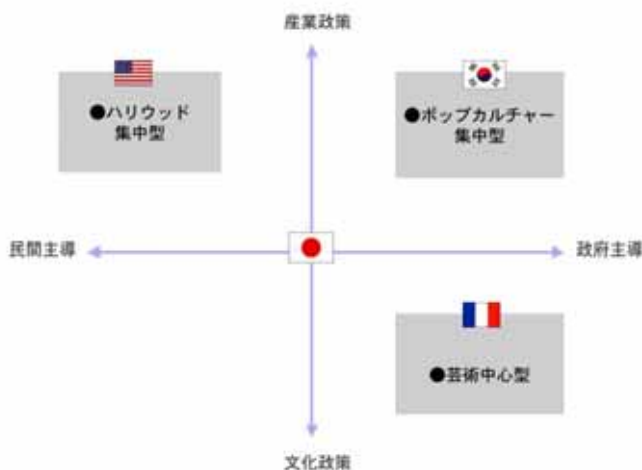 産業政策
●ハリウッド
集中型
●ポップカルチャー
集中型
民間主導
政府主導
●芸術中心型
文化政策